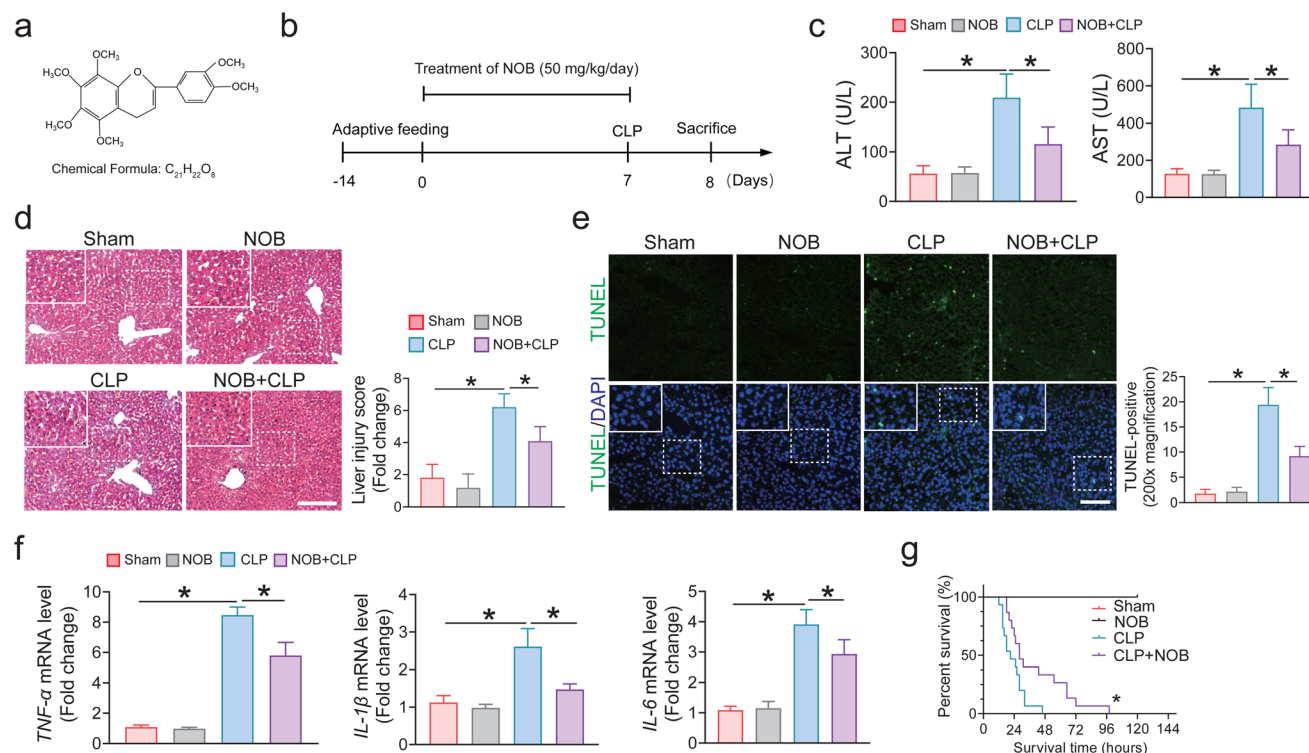 a
OCH₃
H₃CO
H₃CO
OCH₃
O
OCH₃
OCH₃
Chemical Formula: C₂₁H₂₂O₈
b
Treatment of NOB (50 mg/kg/day)
Adaptive feeding
CLP
Sacrifice
-14
0
7
8
(Days)
c
Sham NOB CLP NOB+CLP
ALT (U/L)
300
200
100
0
*
*
AST (U/L)
800
600
400
200
0
*
*
d
Sham
NOB
CLP
NOB+CLP
Sham NOB
CLP NOB+CLP
Liver injury score
(Fold change)
8
6
4
2
0
*
*
e
Sham NOB CLP NOB+CLP
TUNEL
TUNEL/DAPI
TUNEL-positive
(200x magnification)
25
20
15
10
5
0
*
*
f
Sham NOB CLP NOB+CLP
TNF-α mRNA level
(Fold change)
10
8
6
4
2
0
*
*
IL-1β mRNA level
(Fold change)
4
3
2
1
0
*
*
IL-6 mRNA level
(Fold change)
5
4
3
2
1
0
*
*
g
Percent survival (%)
100
50
0
Sham
NOB
CLP
CLP+NOB
*
0 24 48 72 96 120 144
Survival time (hours)